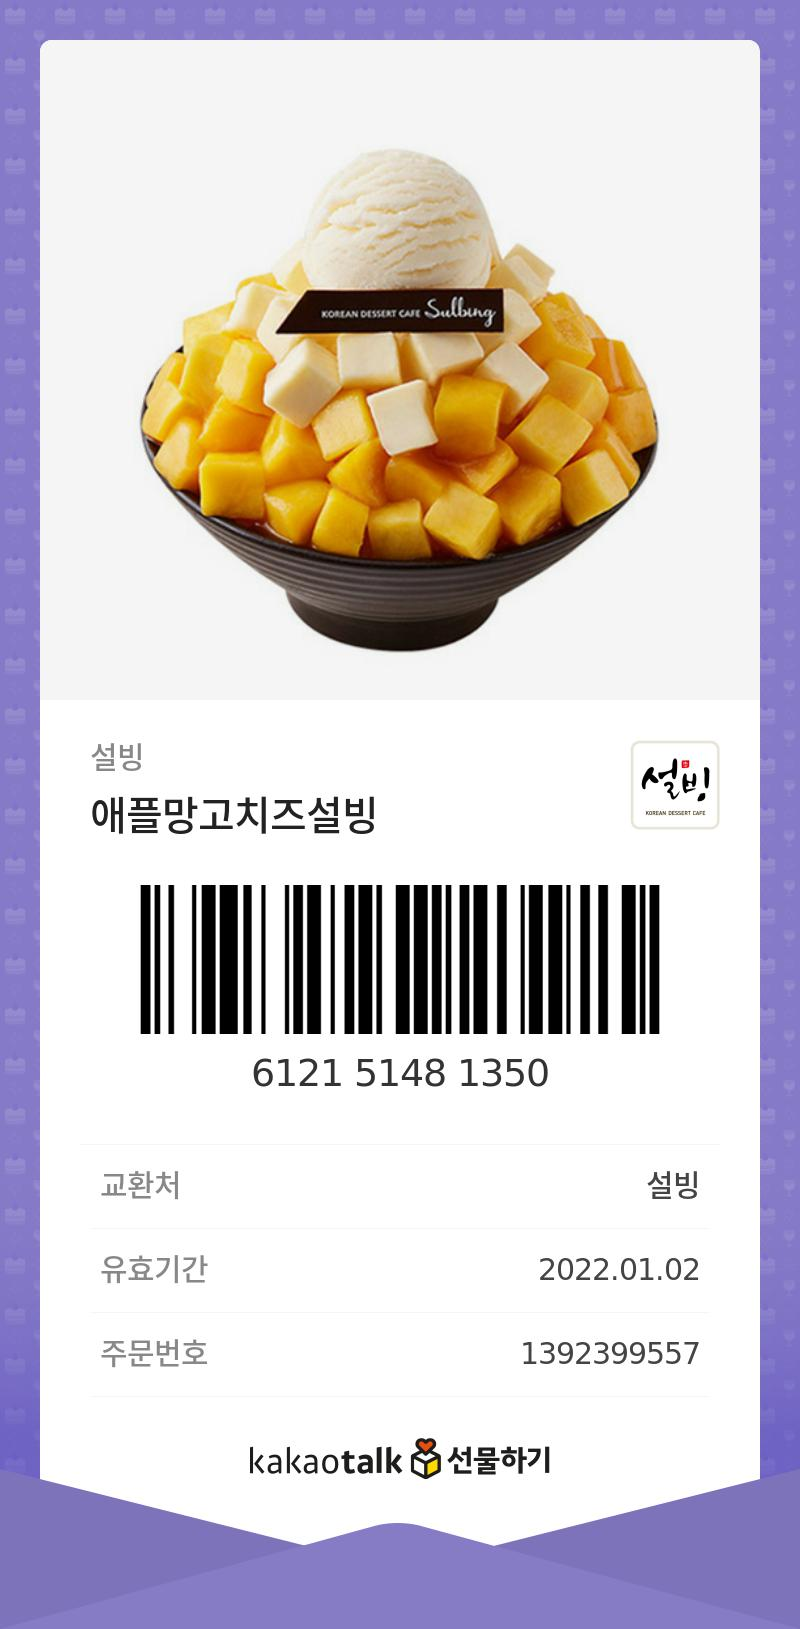 KOREAN DESSERT CAFE Sulbing
설빙
애플망고치즈설빙
설빙
KOREAN DESSERT CAFE
6121 5148 1350
교환처 설빙
유효기간 2022.01.02
주문번호 1392399557
kakaotalk 선물하기